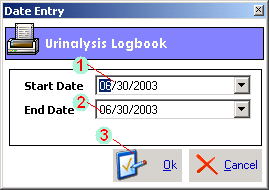 Date Entry
Urinalysis Logbook
1
Start Date 06/30/2003
2
End Date 06/30/2003
3
Ok Cancel